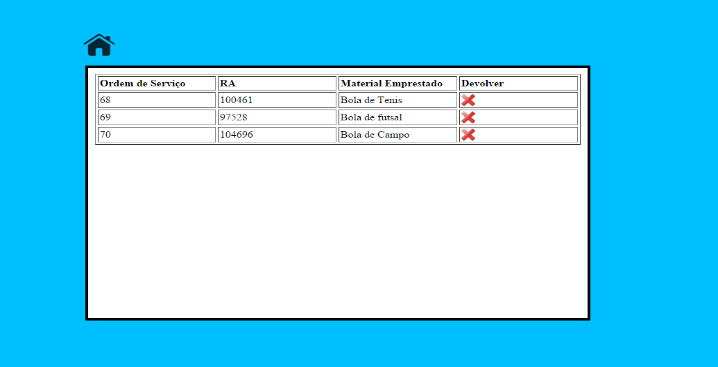 Ordem de Serviço RA Material Emprestado Devolver
68 100461 Bola de Tenis
69 97528 Bola de futsal
70 104696 Bola de Campo